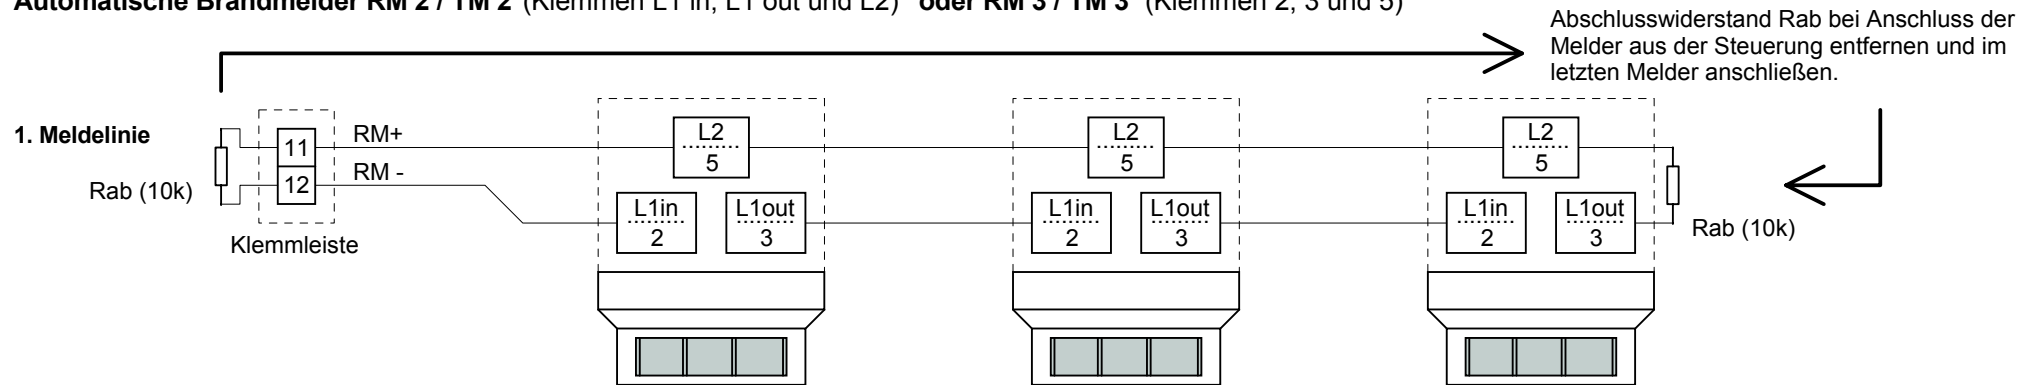 Automatische Brandmelder RM 2 / TM 2 (Klemmen L1 in, L1 out und L2) oder RM 3 / TM 3 (Klemmen 2, 3 und 5)
Abschlusswiderstand Rab bei Anschluss der
Melder aus der Steuerung entfernen und im
letzten Melder anschließen.
1. Meldelinie
11
RM+
12
RM -
Rab (10k)
Klemmleiste
L2
5
L1in
2
L1out
3
L2
5
L1in
2
L1out
3
L2
5
L1in
2
L1out
3
Rab (10k)